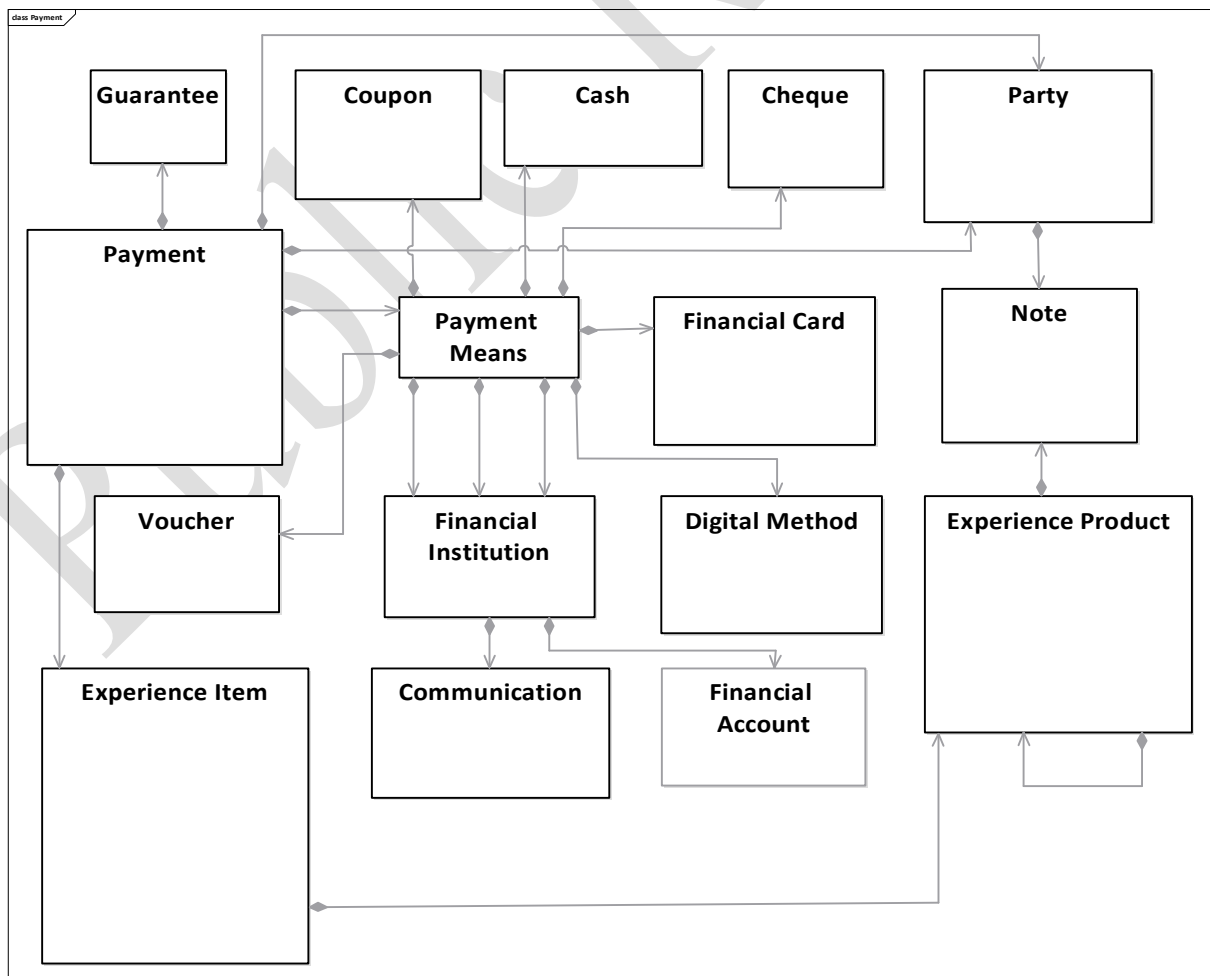 class Payment
Guarantee
Coupon
Cash
Cheque
Party
Payment
Payment
Means
Financial Card
Note
Voucher
Financial
Institution
Digital Method
Experience Product
Experience Item
Communication
Financial
Account
Public